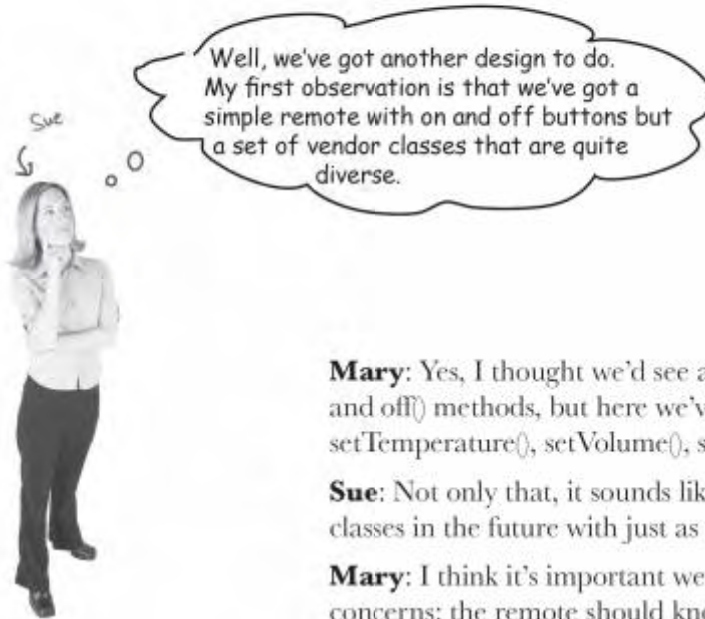 Well, we've got another design to do.
My first observation is that we've got a
simple remote with on and off buttons but
a set of vendor classes that are quite
diverse.
Sue
Mary: Yes, I thought we'd see a
and off() methods, but here we've
setTemperature(), setVolume(), s
Sue: Not only that, it sounds lik
classes in the future with just as
Mary: I think it's important we
concerns: the remote should kno